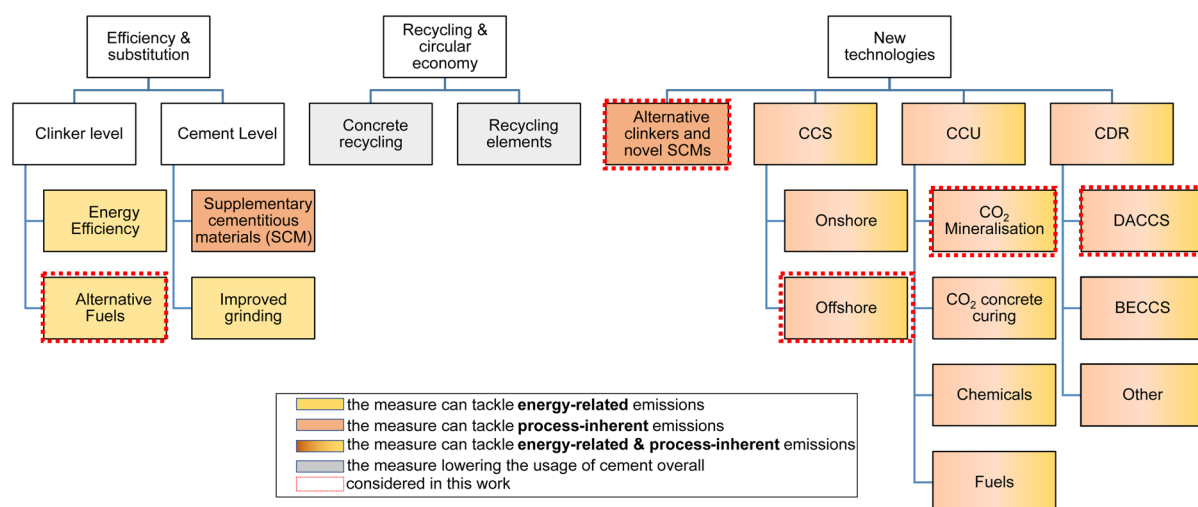 Efficiency &
substitution
Recycling &
circular
economy
New
technologies
Clinker level
Cement Level
Concrete
recycling
Recycling
elements
Alternative
clinkers and
novel SCMs
CCS
CCU
CDR
Energy
Efficiency
Supplementary
cementitious
materials (SCM)
Onshore
CO₂
Mineralisation
DACCS
Alternative
Fuels
Improved
grinding
Offshore
CO₂ concrete
curing
BECCS
Chemicals
Other
Fuels
the measure can tackle energy-related emissions
the measure can tackle process-inherent emissions
the measure can tackle energy-related & process-inherent emissions
the measure lowering the usage of cement overall
considered in this work